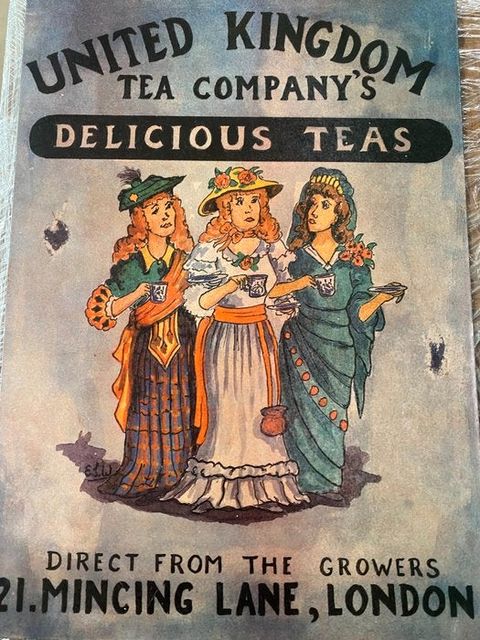 UNITED KINGDOM
TEA COMPANY'S
DELICIOUS TEAS
DIRECT FROM THE GROWERS
21. MINCING LANE, LONDON